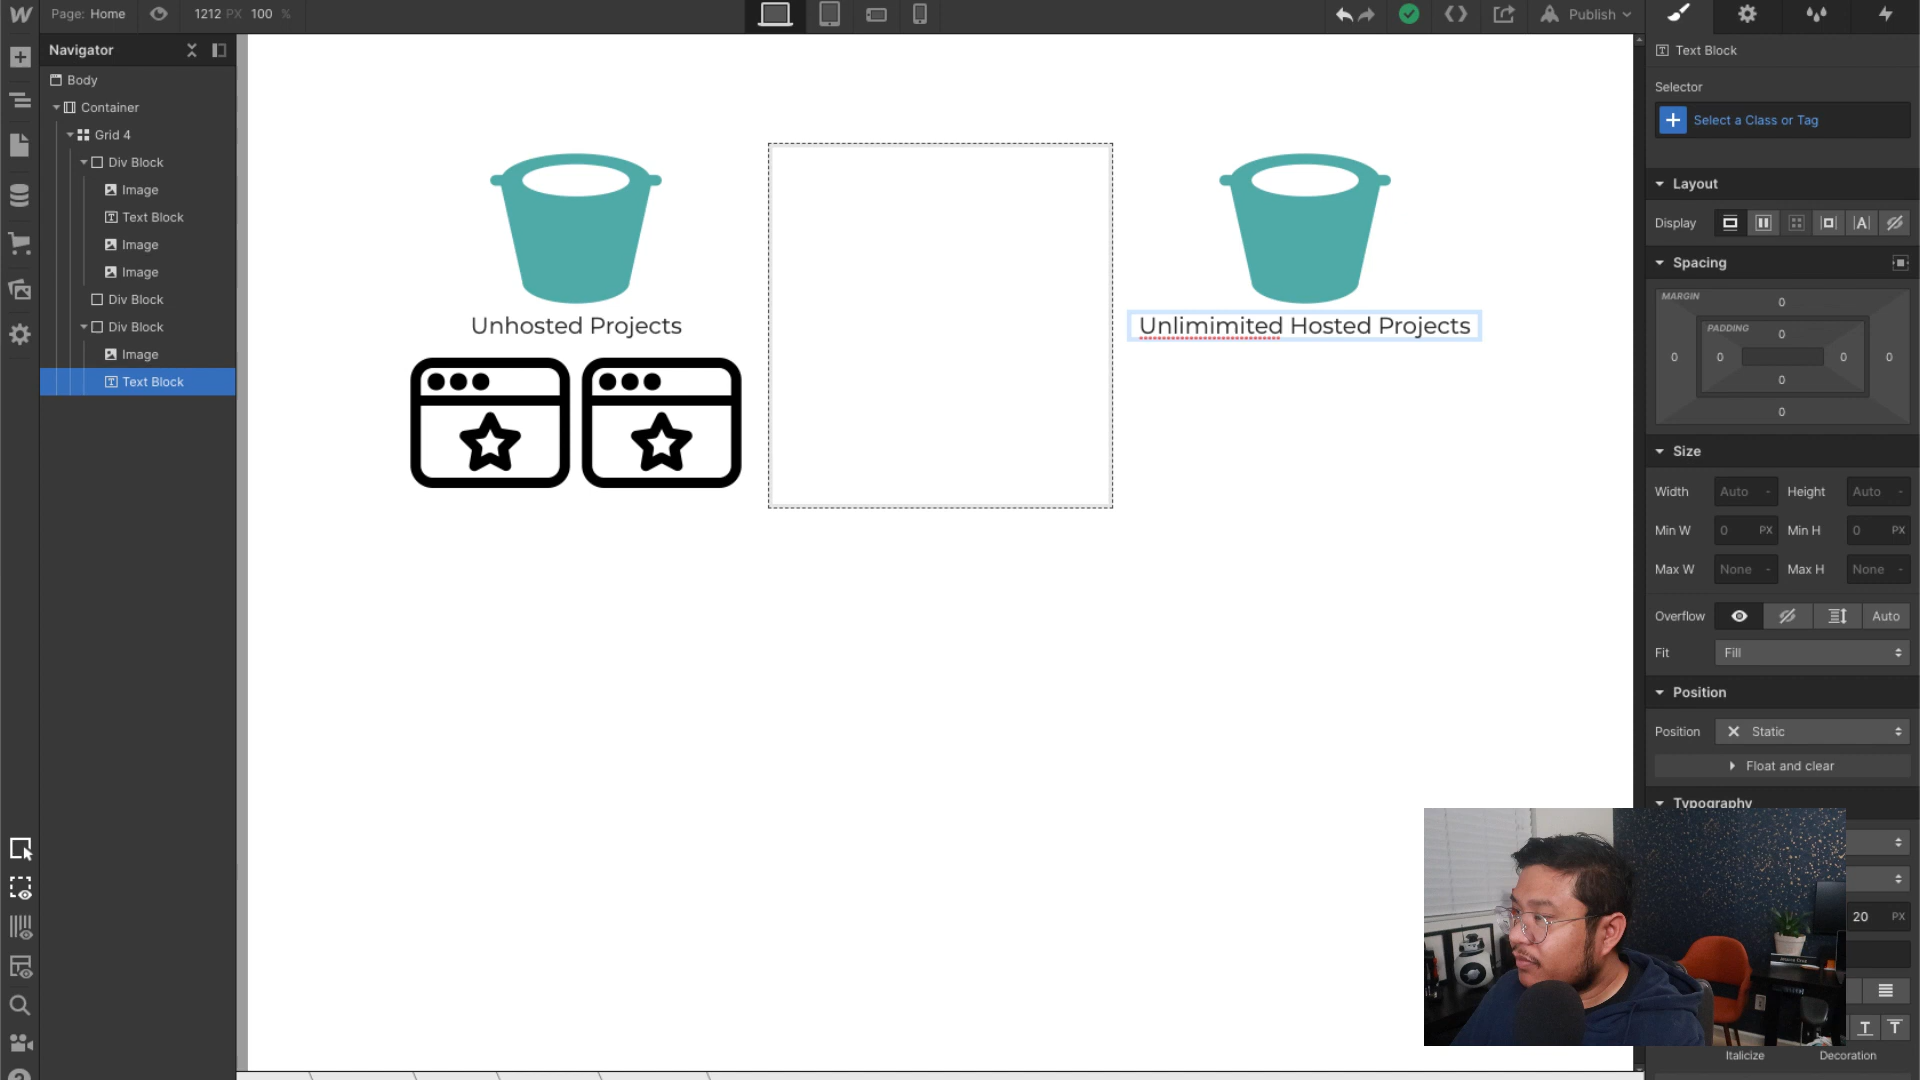 Page: Home
1212 PX 100 %
Publish
Navigator
Body
Container
Grid 4
Div Block
Image
Text Block
Image
Image
Div Block
Div Block
Image
Text Block
Unhosted Projects
Unlimimited Hosted Projects
Text Block
Selector
Select a Class or Tag
Layout
Display
A
Spacing
MARGIN
0
PADDING
0
0
0
0
0
0
0
Size
Width Auto - Height Auto -
Min W 0 PX Min H 0 PX
Max W None - Max H None -
Overflow Auto
Fit Fill
Position
Position Static
Float and clear
Typography
20 PX
Italicize Decoration